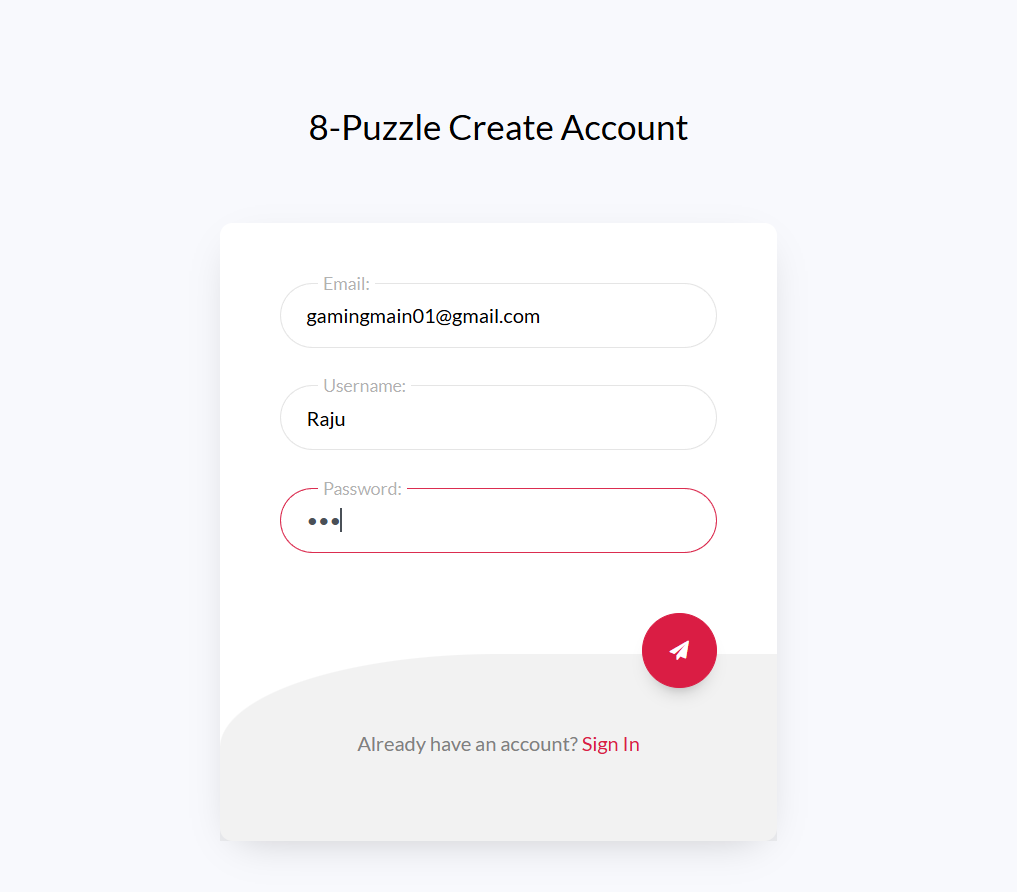 8-Puzzle Create Account
Email:
gamingmain01@gmail.com
Username:
Raju
Password:
•••
Already have an account? Sign In